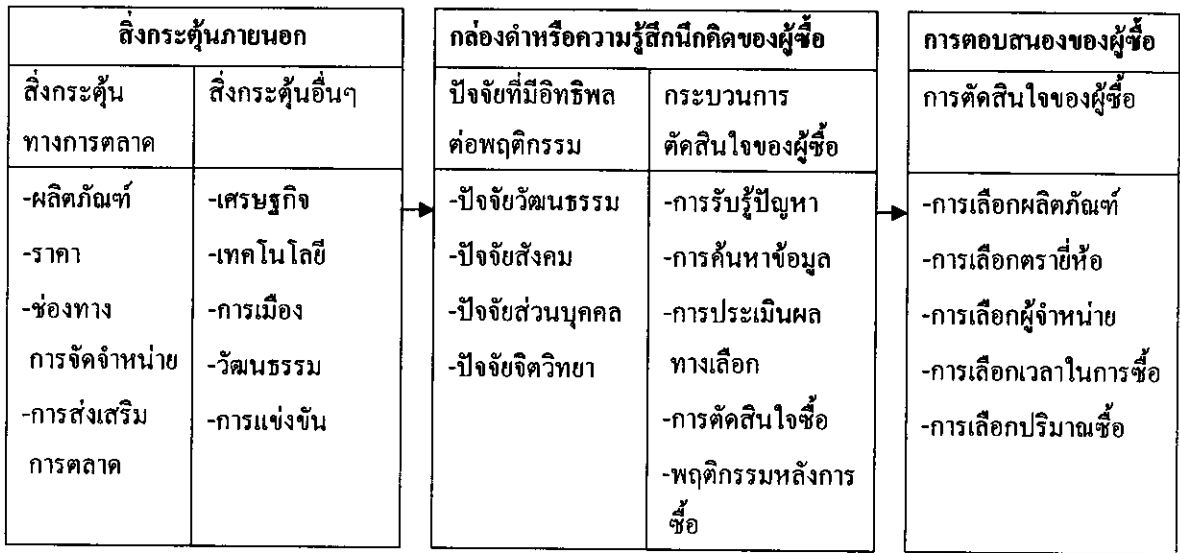 สิ่งกระตุ้นภายนอก
สิ่งกระตุ้น
ทางการตลาด
สิ่งกระตุ้นอื่นๆ
-ผลิตภัณฑ์
-ราคา
-ช่องทาง
การจัดจำหน่าย
-การส่งเสริม
การตลาด
-เศรษฐกิจ
-เทคโนโลยี
-การเมือง
-วัฒนธรรม
-การแข่งขัน
กล่องดำหรือความรู้สึกนึกคิดของผู้ซื้อ
ปัจจัยที่มีอิทธิพล
ต่อพฤติกรรม
กระบวนการ
ตัดสินใจของผู้ซื้อ
-ปัจจัยวัฒนธรรม
-ปัจจัยสังคม
-ปัจจัยส่วนบุคคล
-ปัจจัยจิตวิทยา
-การรับรู้ปัญหา
-การค้นหาข้อมูล
-การประเมินผล
ทางเลือก
-การตัดสินใจซื้อ
-พฤติกรรมหลังการ
ซื้อ
การตอบสนองของผู้ซื้อ
การตัดสินใจของผู้ซื้อ
-การเลือกผลิตภัณฑ์
-การเลือกตรายี่ห้อ
-การเลือกผู้จำหน่าย
-การเลือกเวลาในการซื้อ
-การเลือกปริมาณซื้อ